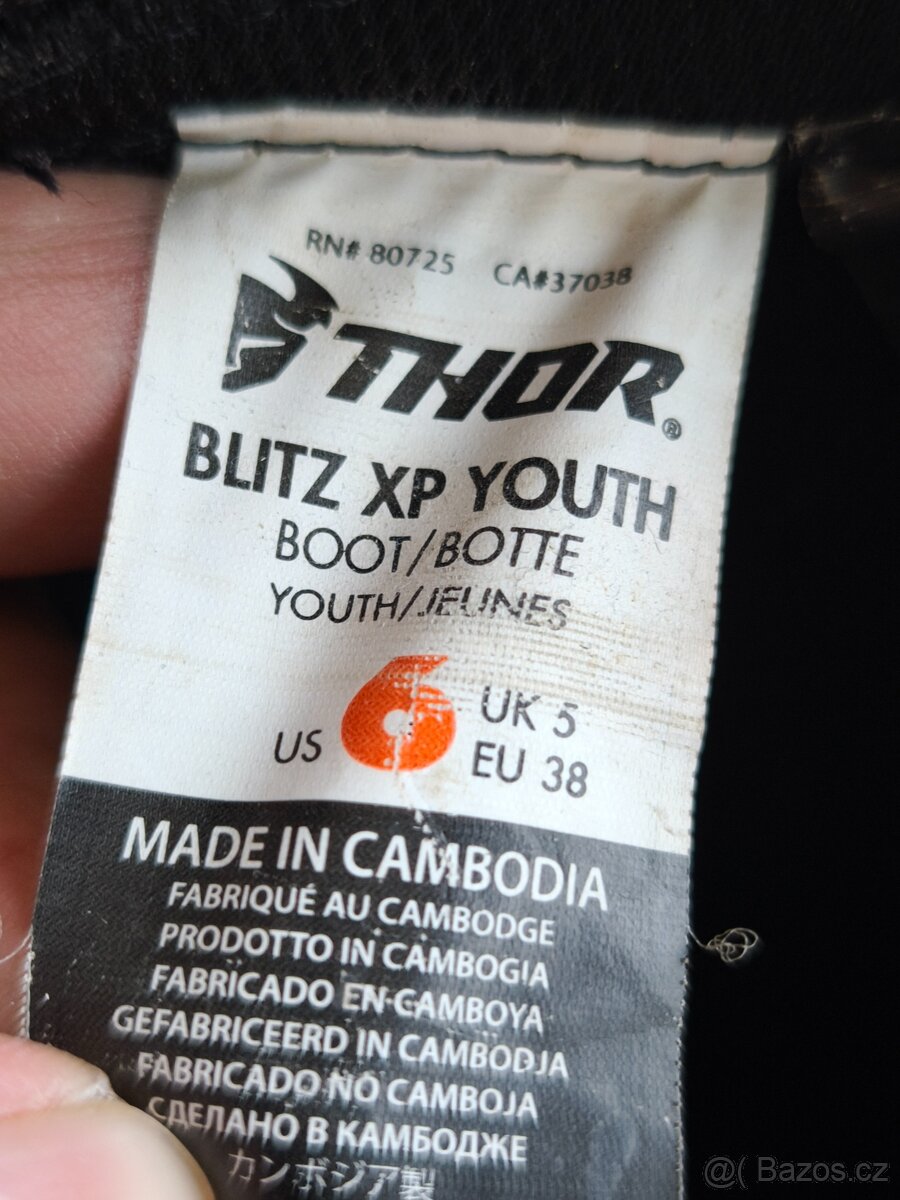 RN# 80725 CA#37038
THOR®
BLITZ XP YOUTH
BOOT/BOTTE
YOUTH/JEUNES
US 6 UK 5
EU 38
MADE IN CAMBODIA
FABRIQUÉ AU CAMBODGE
PRODOTTO IN CAMBOGIA
FABRICADO EN CAMBOYA
GEFABRICEERD IN CAMBODJA
FABRICADO NO CAMBOJA
СДЕЛАНО В КАМБОДЖЕ
カンボジア製
@( Bazos.cz